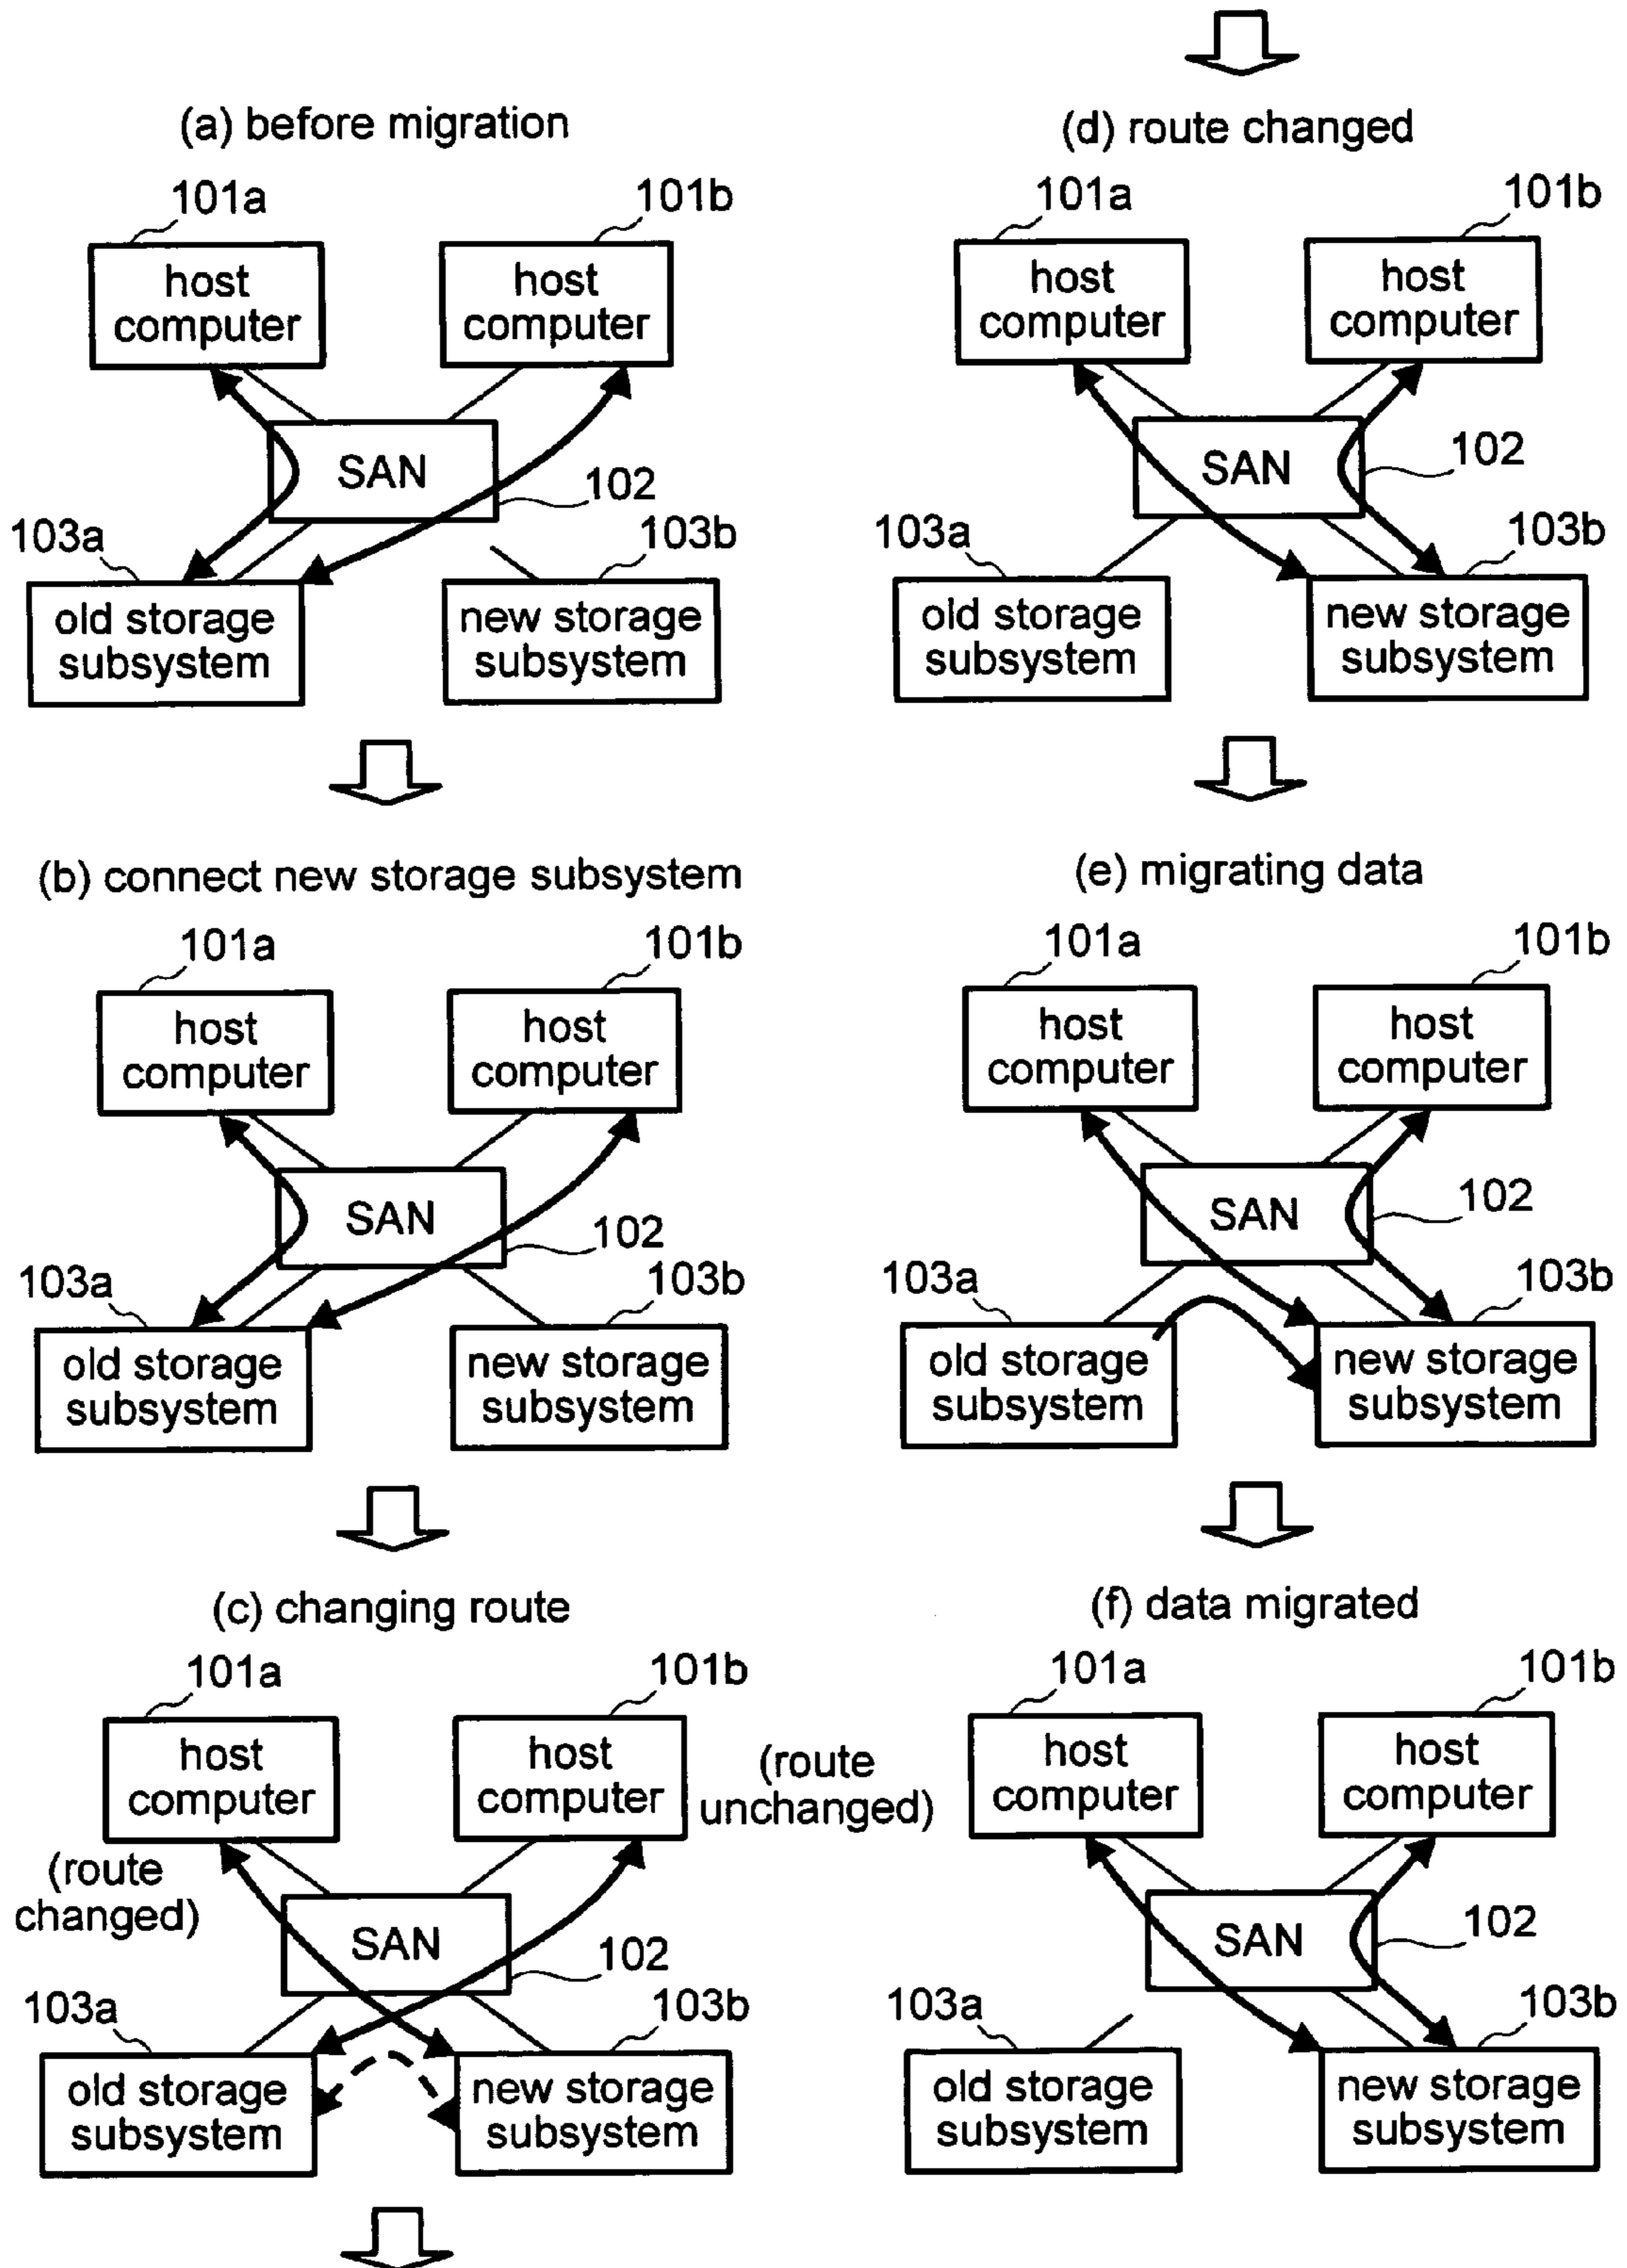 (a) before migration
101a
101b
host
computer
host
computer
SAN
102
103a
103b
old storage
subsystem
new storage
subsystem
(b) connect new storage subsystem
101a
101b
host
computer
host
computer
SAN
102
103a
103b
old storage
subsystem
new storage
subsystem
(c) changing route
101a
101b
host
computer
host
computer
(route
unchanged)
(route
changed)
SAN
102
103a
103b
old storage
subsystem
new storage
subsystem
(d) route changed
101a
101b
host
computer
host
computer
SAN
102
103a
103b
old storage
subsystem
new storage
subsystem
(e) migrating data
101a
101b
host
computer
host
computer
SAN
102
103a
103b
old storage
subsystem
new storage
subsystem
(f) data migrated
101a
101b
host
computer
host
computer
SAN
102
103a
103b
old storage
subsystem
new storage
subsystem